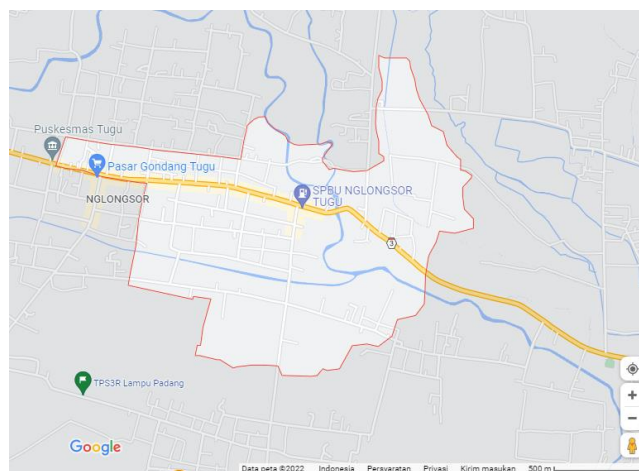 Puskesmas Tugu
Pasar Gondang Tugu
NGLONGSOR
SPBU NGLONGSOR
TUGU
3
TPS3R Lampu Padang
Google
Data peta ©2022 Indonesia Persyaratan Privasi Kirim masukan 500 m